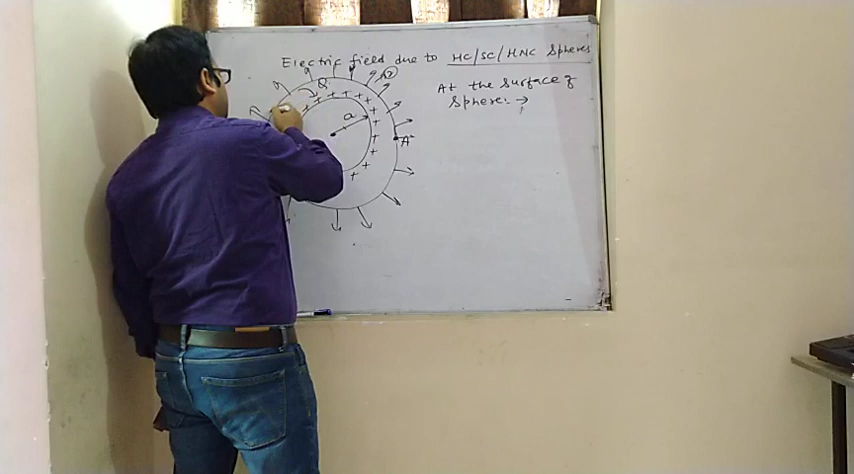 Electric field due to HC/SC/HNC Spheres
At the surface of
Sphere: →
Q
a
A